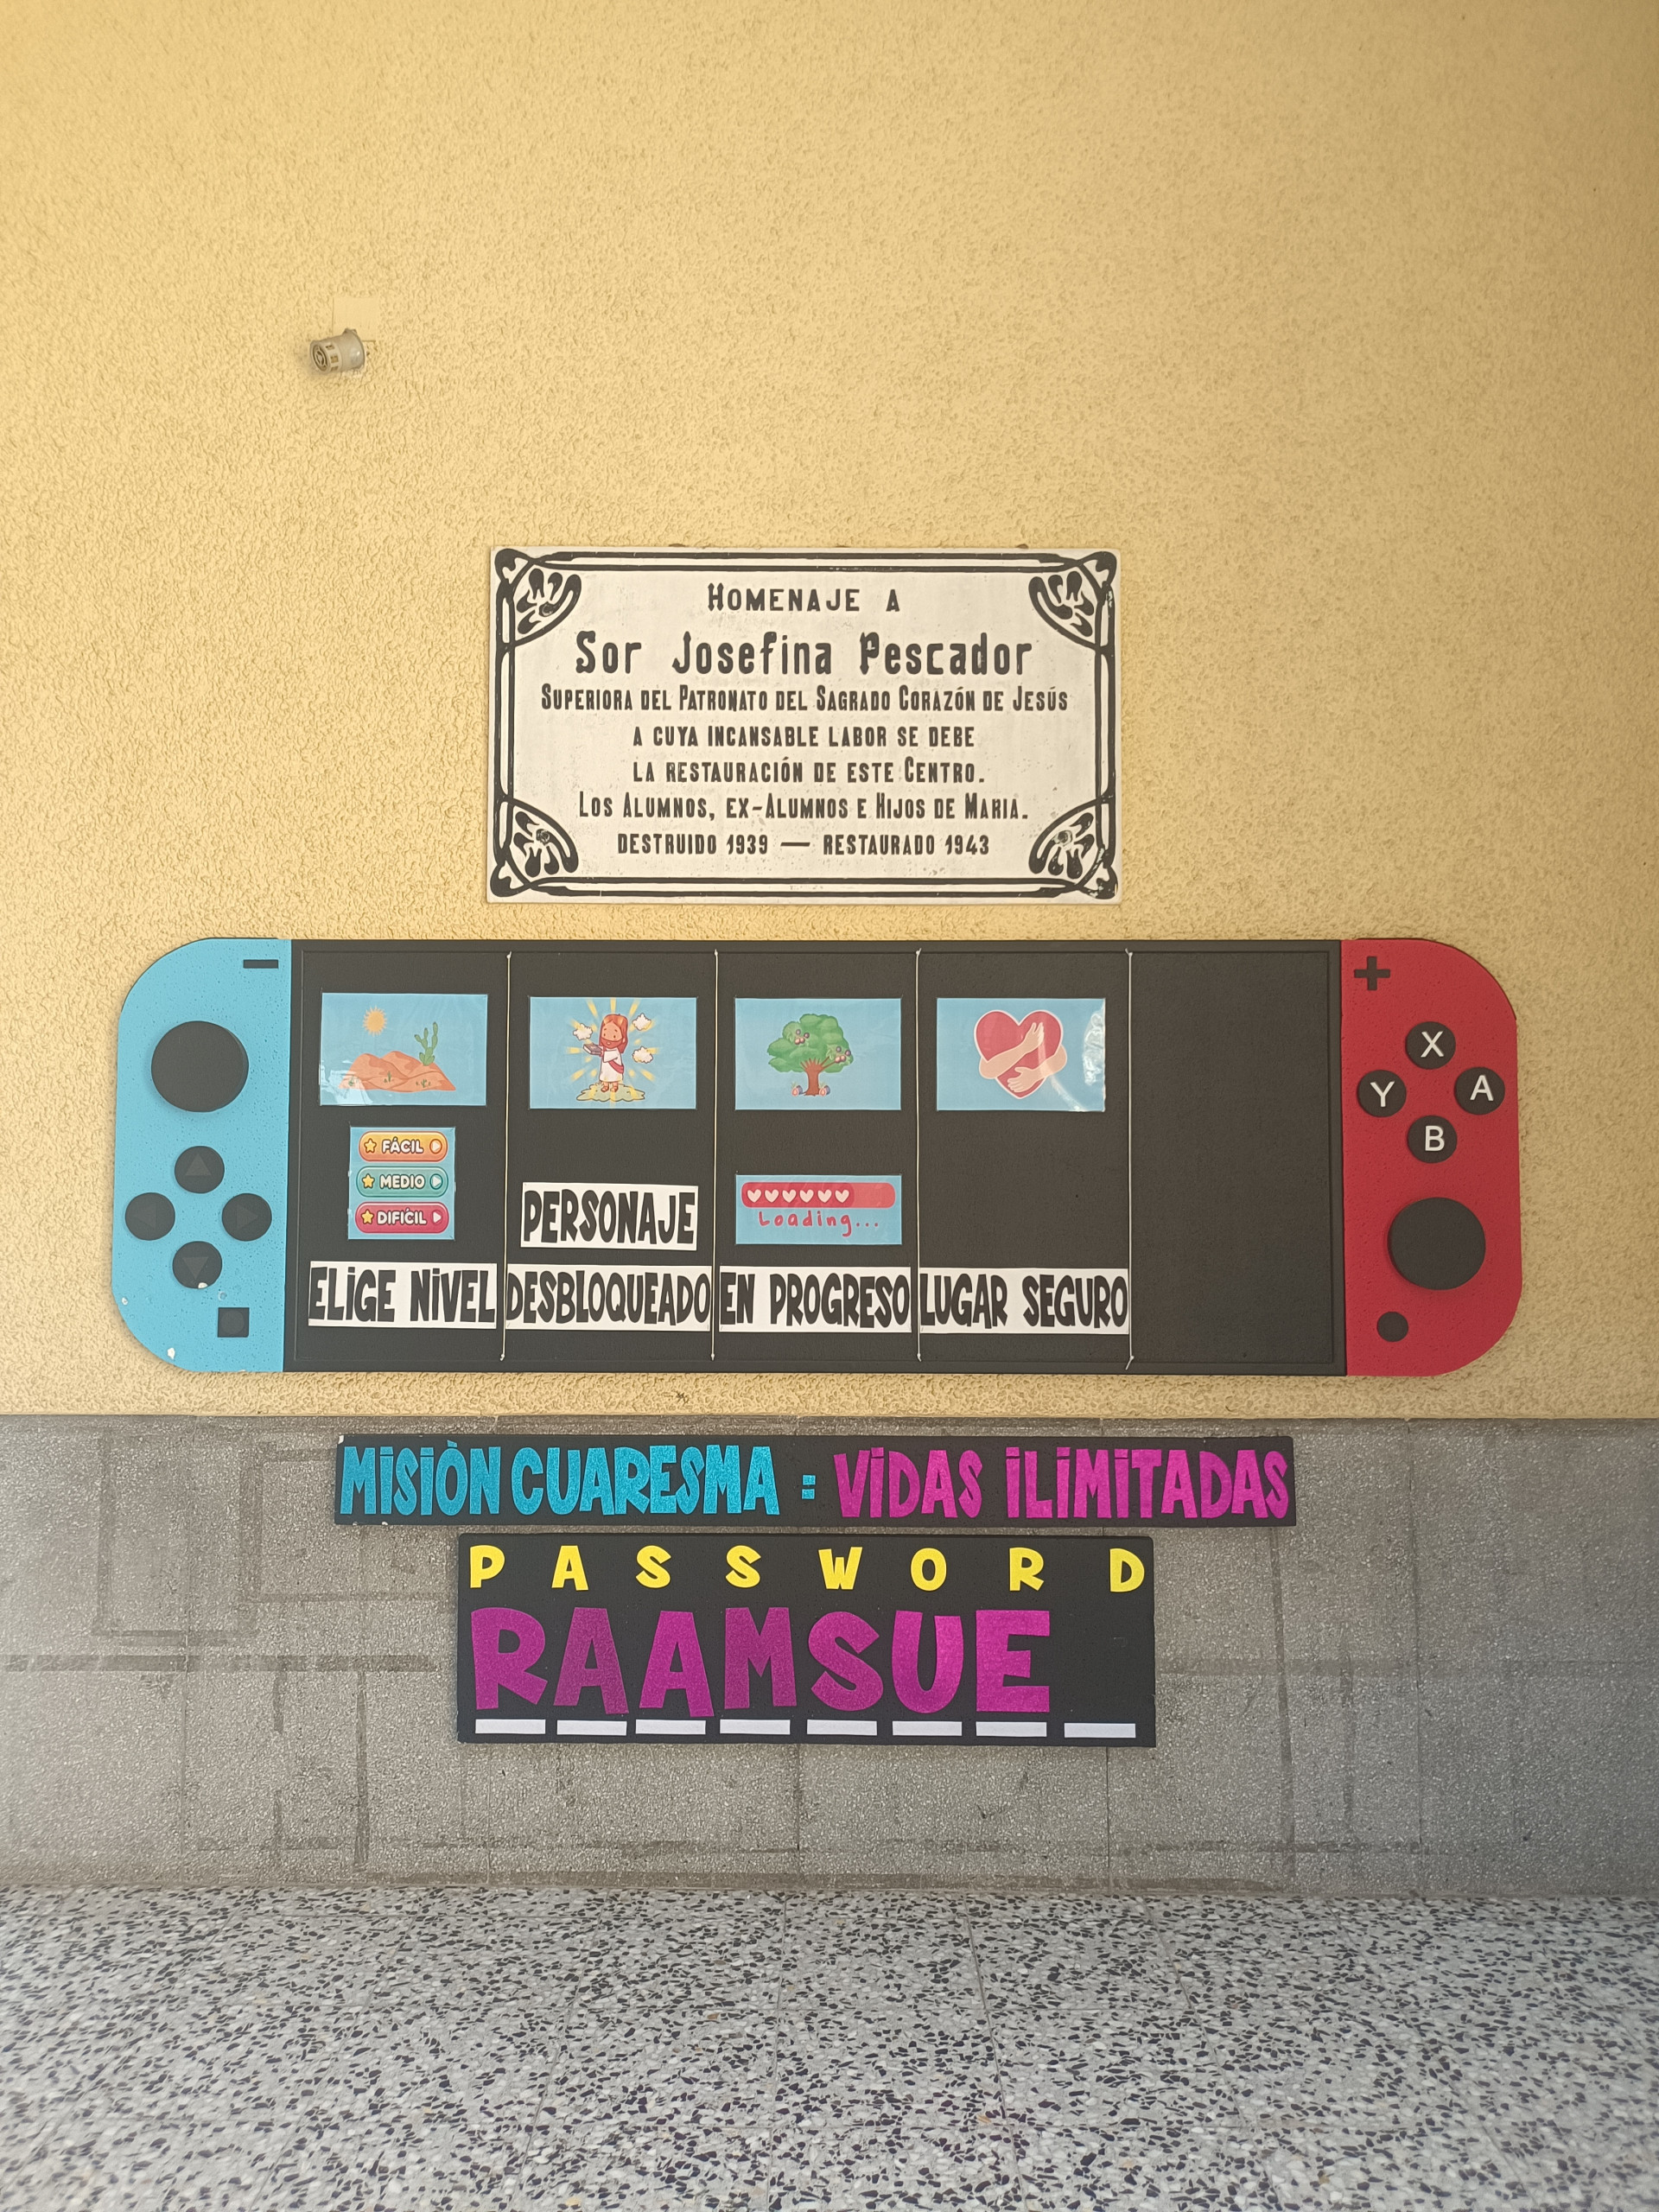 HOMENAJE A
Sor Josefina Pescador
SUPERIORA DEL PATRONATO DEL SAGRADO CORAZÓN DE JESÚS
A CUYA INCANSABLE LABOR SE DEBE
LA RESTAURACIÓN DE ESTE CENTRO.
LOS ALUMNOS, EX-ALUMNOS E HIJOS DE MARIA.
DESTRUIDO 1939 — RESTAURADO 1943
FÁCIL
MEDIO
DIFÍCIL
ELIGE NIVEL
PERSONAJE
DESBLOQUEADO
Loading...
EN PROGRESO
LUGAR SEGURO
X
Y A
B
MISIÒN CUARESMA = VIDAS ILIMITADAS
PASSWORD
RAAMSUE